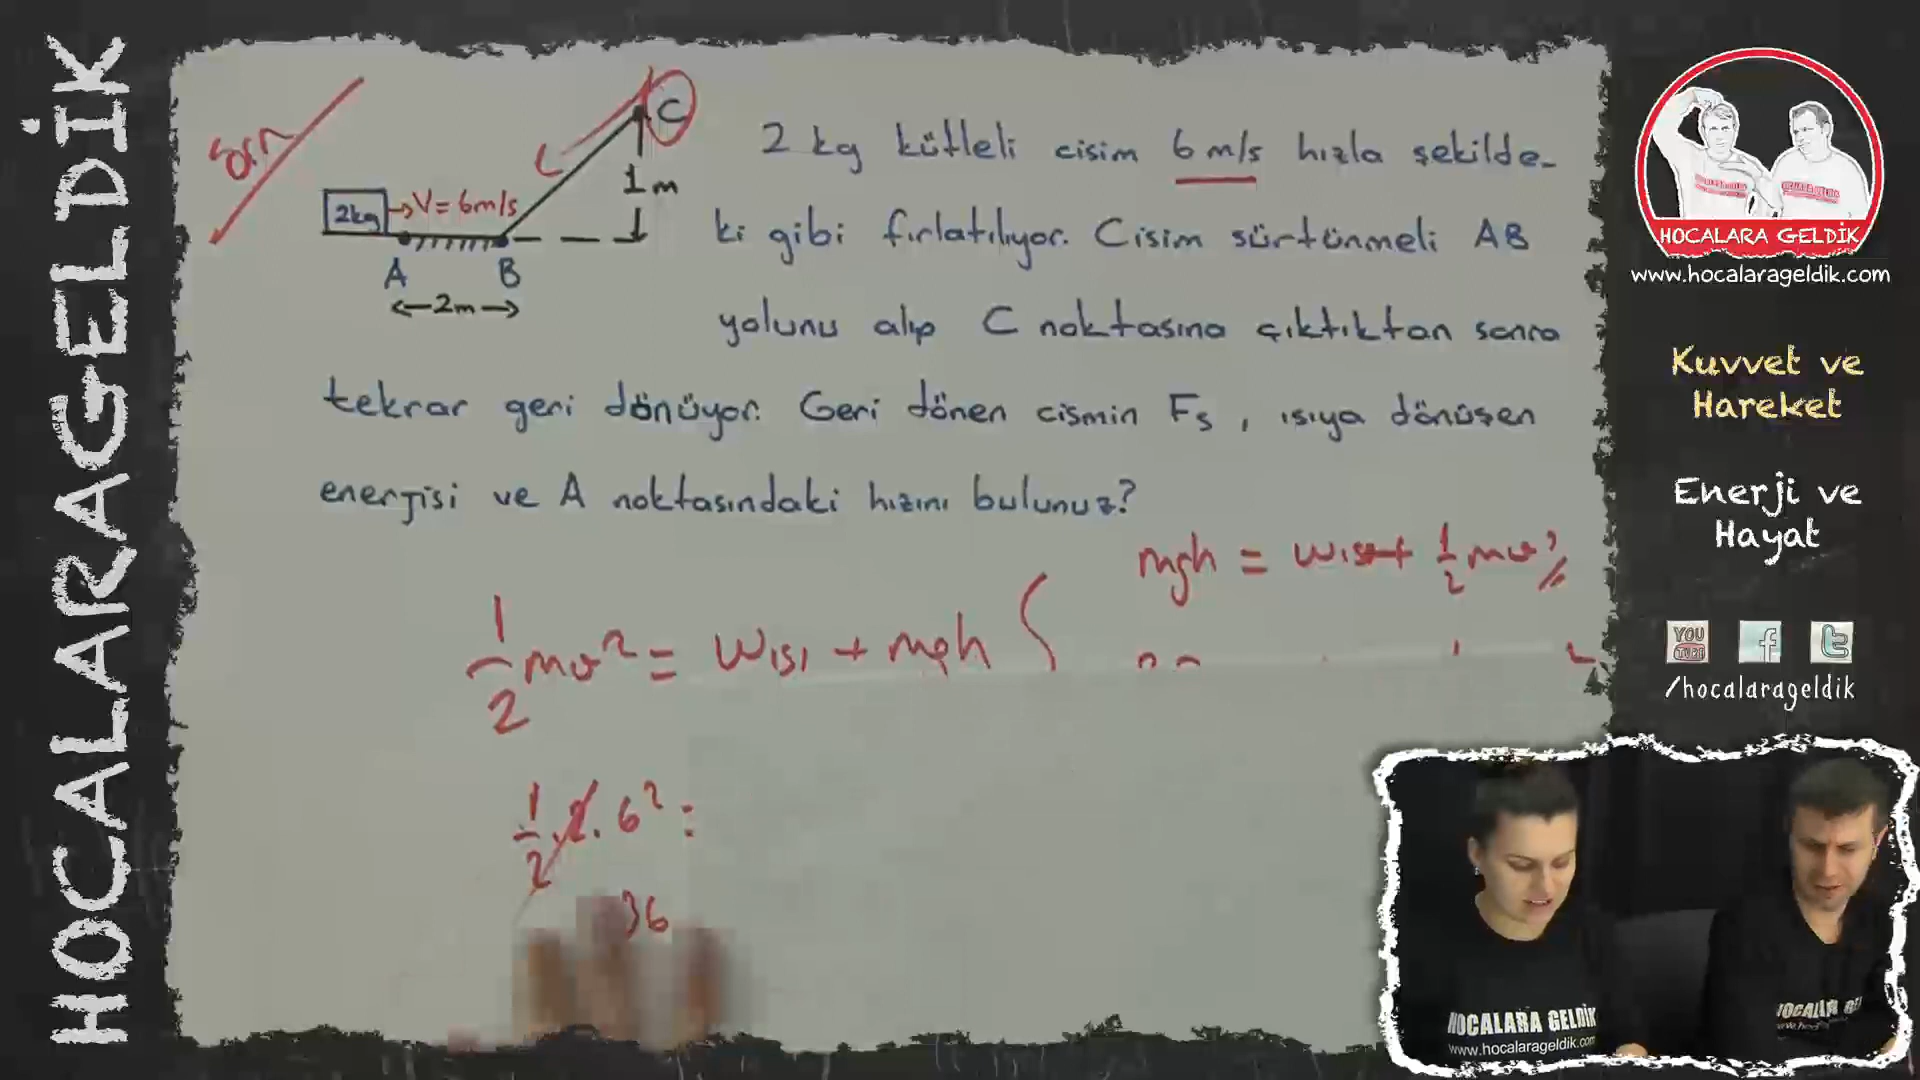 HOCALARAGELDİK
Srn
C
1m
2kg → V = 6m/s
A B
←2m→
2 kg kütleli cisim 6 m/s hızla şekilde-
ki gibi fırlatılıyor. Cisim sürtünmeli AB
yolunu alıp C noktasına çıktıktan sonra
tekrar geri dönüyor. Geri dönen cismin Fs, ısıya dönüşen
enerjisi ve A noktasındaki hızını bulunuz?
mgh = wısı + 1/2 mv²
1/2 mv² = wısı + mgh
1/2 . 2 . 6² =
36
HOCALARA GELDİK
www.hocalarageldik.com
Kuvvet ve
Hareket
Enerji ve
Hayat
YOU
/hocalarageldik
HOCALARA GELDİK
www.hocalarageldik.com